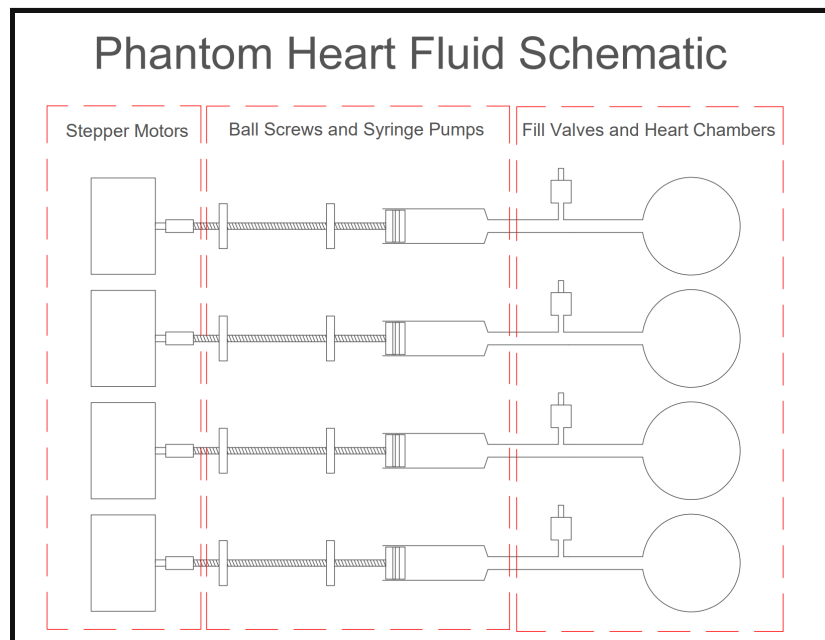 Phantom Heart Fluid Schematic
Stepper Motors
Ball Screws and Syringe Pumps
Fill Valves and Heart Chambers